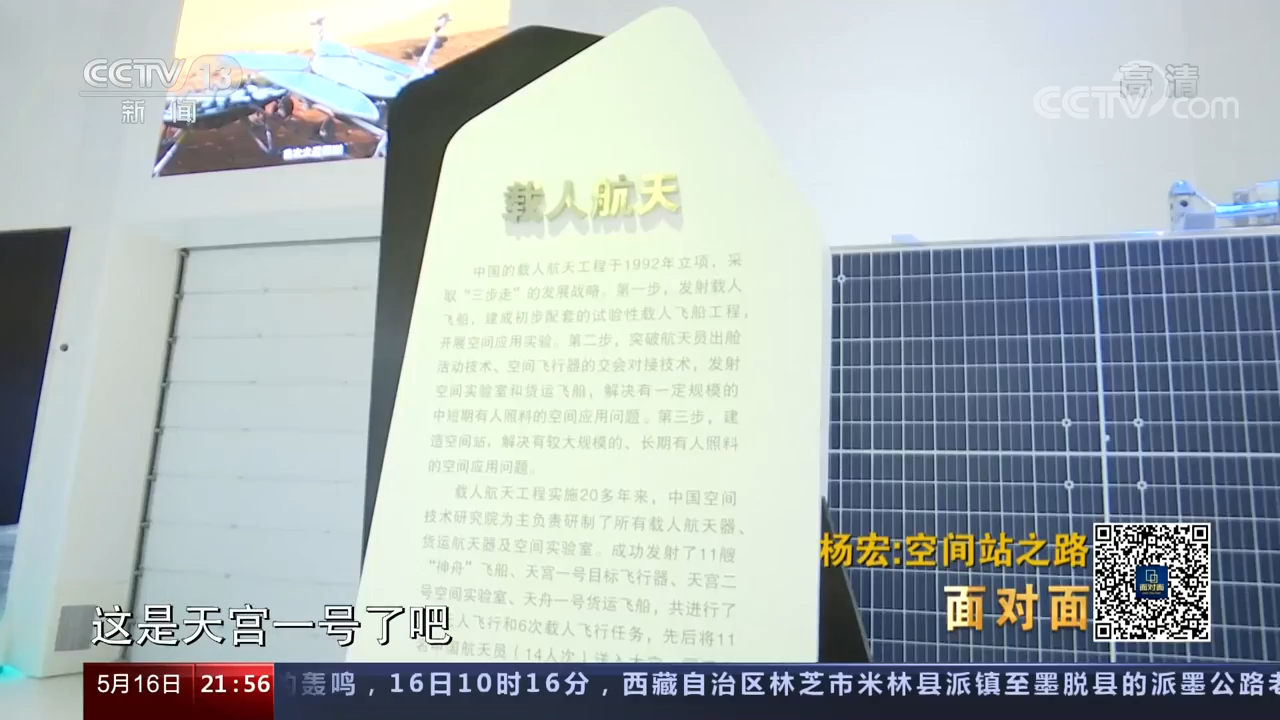 CCTV 13
新闻
高清
CCTV.com
载人航天
中国的载人航天工程于1992年立项，采
取“三步走”的发展战略。第一步，发射载人
飞船，建成初步配套的试验性载人飞船工程，
开展空间应用实验。第二步，突破航天员出舱
活动技术、空间飞行器的交会对接技术，发射
空间实验室和货运飞船，解决有一定规模的
中短期有人照料的空间应用问题。第三步，建
造空间站，解决有较大规模的、长期有人照料
的空间应用问题。
载人航天工程实施20多年来，中国空间
技术研究院为主负责研制了所有载人航天器、
货运航天器及空间实验室。成功发射了11艘
“神舟”飞船、天宫一号目标飞行器、天宫二
号空间实验室、天舟一号货运飞船，共进行了
人飞行和6次载人飞行任务，先后将11
国航天员（14人次）送入太空
杨宏:空间站之路
面对面
面对面
这是天宫一号了吧
5月16日 21:56 的轰鸣，16日10时16分，西藏自治区林芝市米林县派镇至墨脱县的派墨公路老